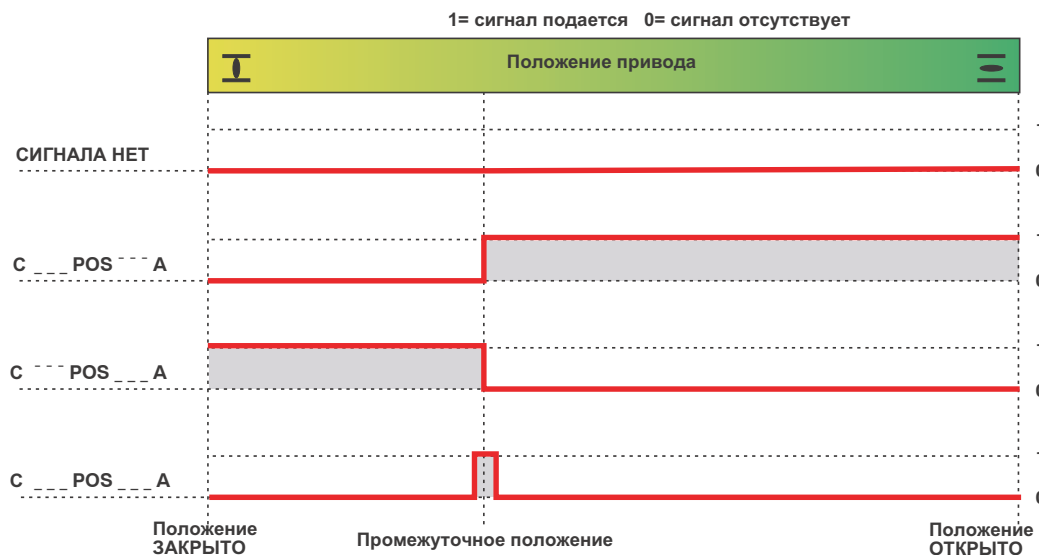 1= сигнал подается 0= сигнал отсутствует
Положение привода
СИГНАЛА НЕТ
C _ _ _ POS ¯ ¯ ¯ A
C ¯ ¯ ¯ POS _ _ _ A
C _ _ _ POS _ _ _ A
Положение
ЗАКРЫТО
Промежуточное положение
Положение
ОТКРЫТО